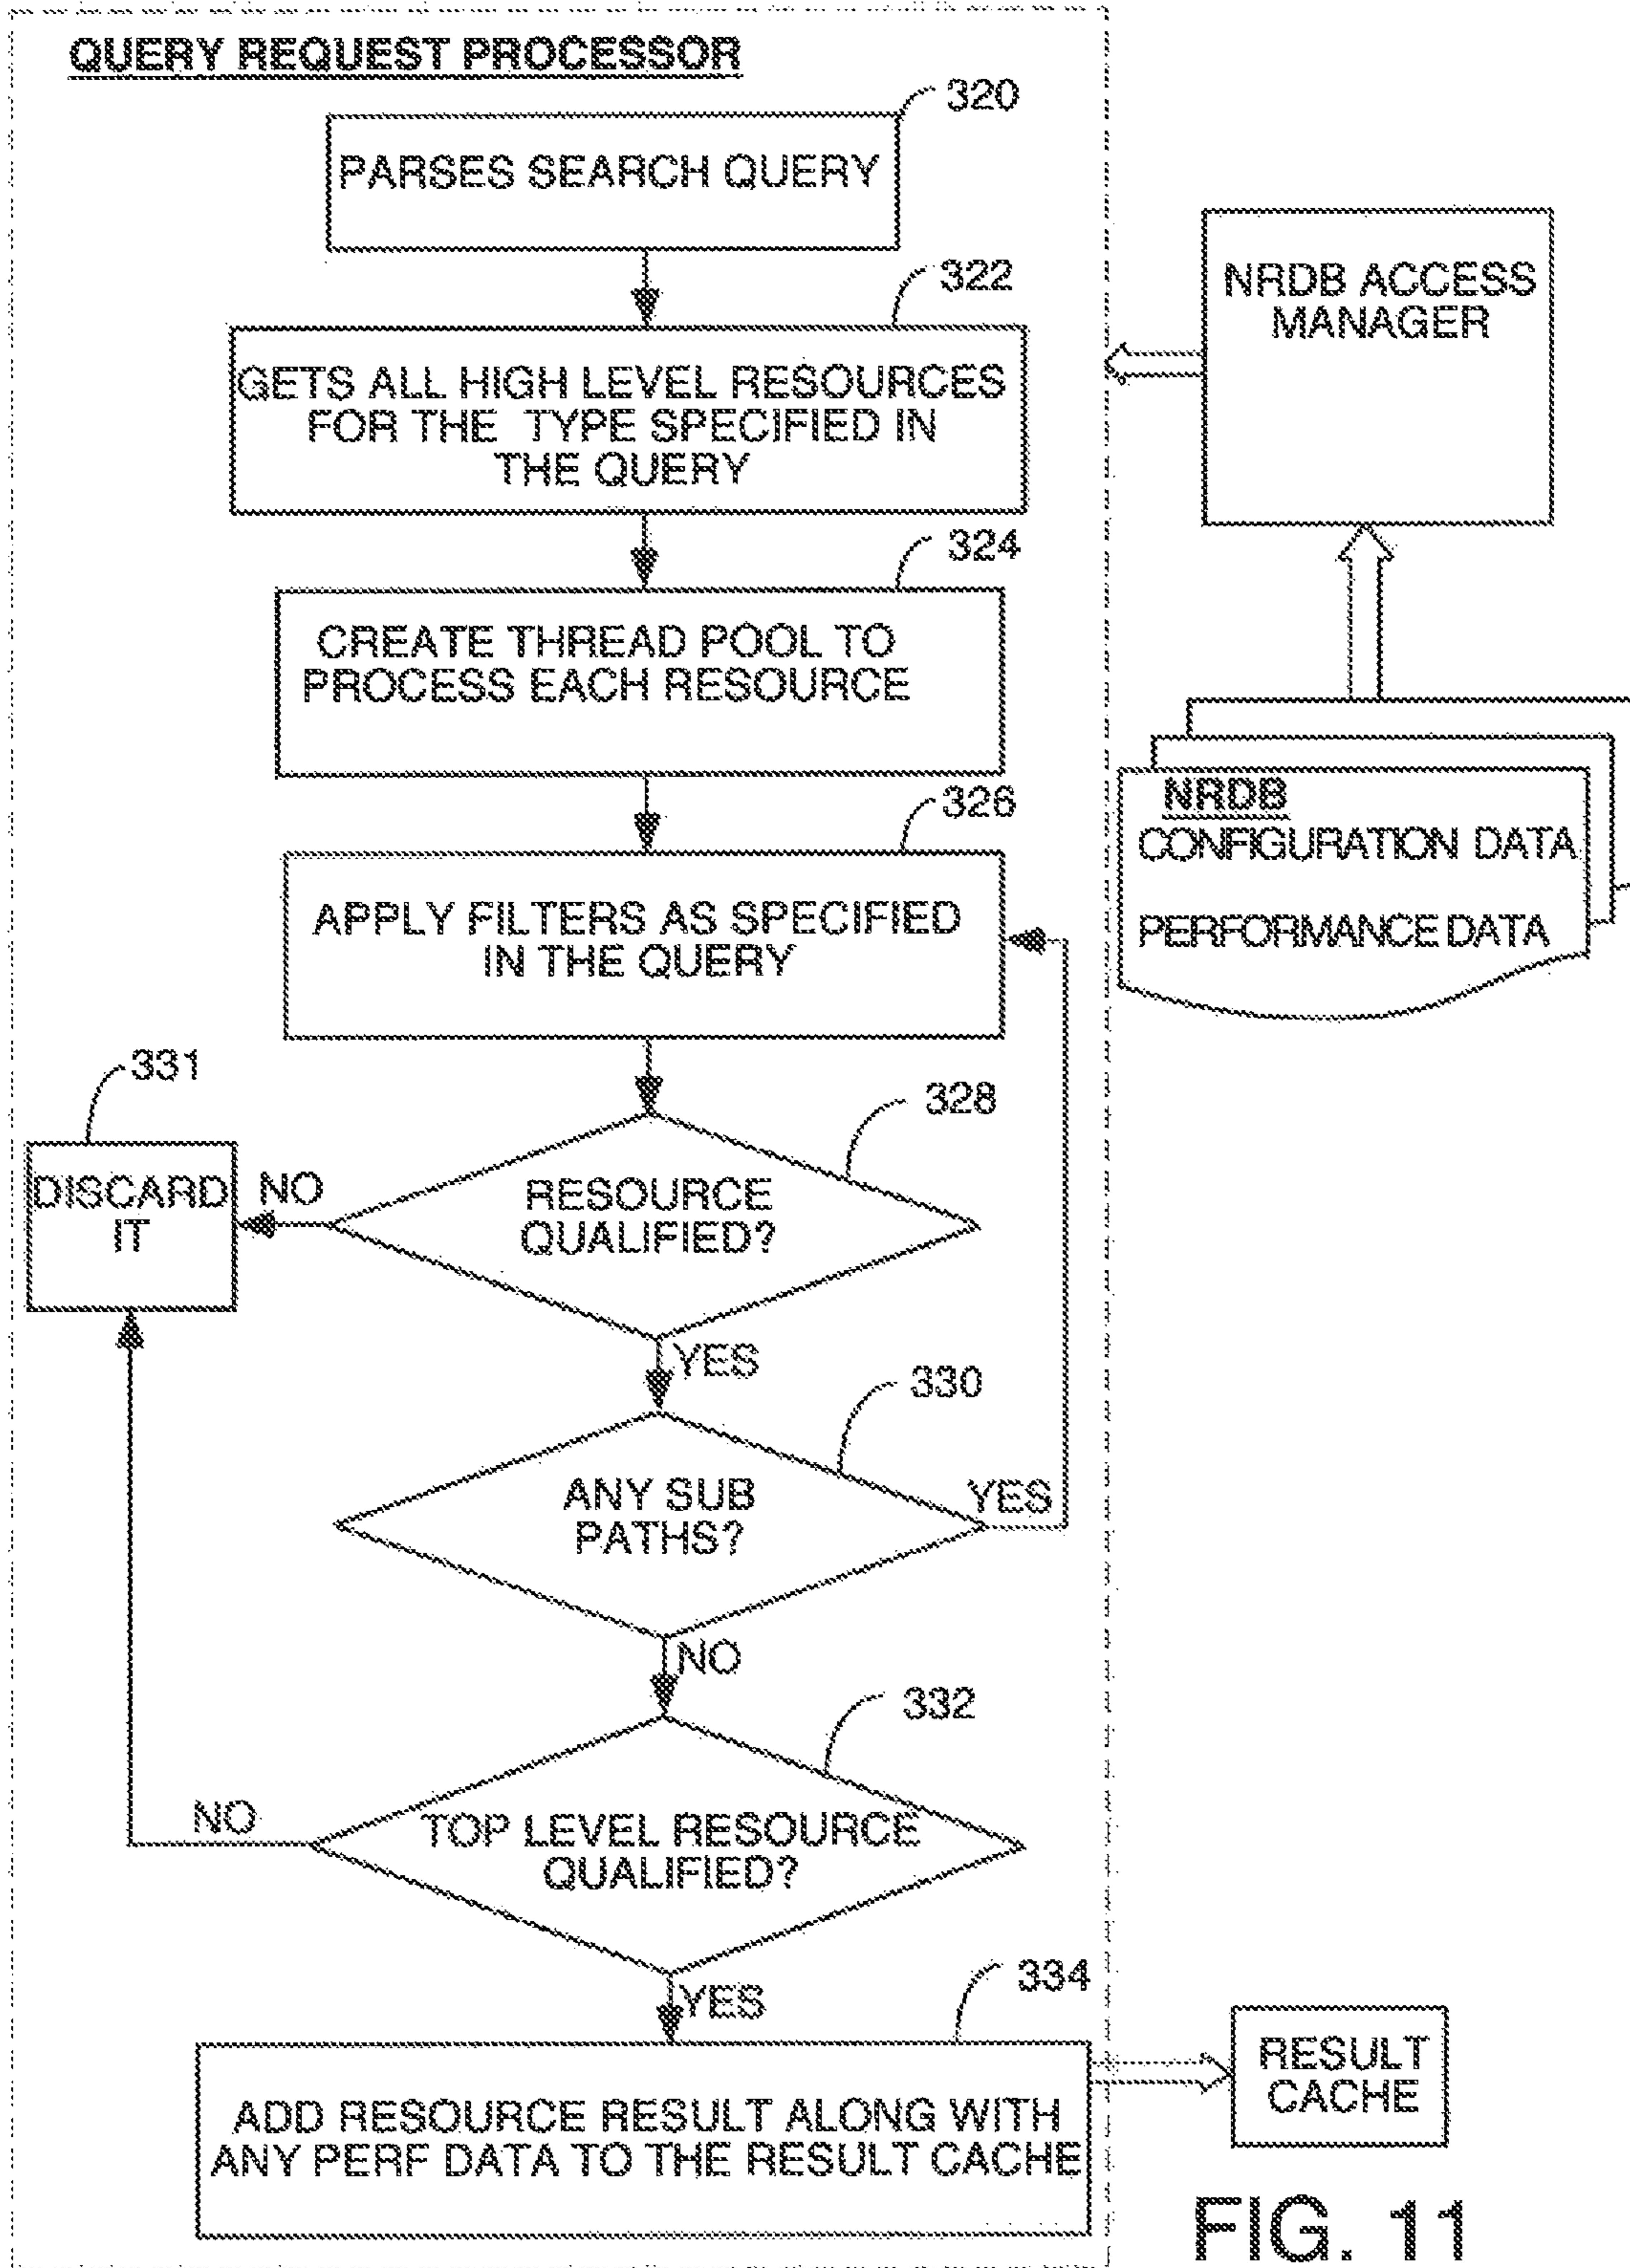 QUERY REQUEST PROCESSOR
320
PARSES SEARCH QUERY
322
GETS ALL HIGH LEVEL RESOURCES
FOR THE TYPE SPECIFIED IN
THE QUERY
NRDB ACCESS
MANAGER
324
CREATE THREAD POOL TO
PROCESS EACH RESOURCE
NRDB
CONFIGURATION DATA
PERFORMANCE DATA
326
APPLY FILTERS AS SPECIFIED
IN THE QUERY
331
DISCARD
IT
NO
328
RESOURCE
QUALIFIED?
YES
330
ANY SUB
PATHS?
YES
NO
332
TOP LEVEL RESOURCE
QUALIFIED?
NO
YES
334
ADD RESOURCE RESULT ALONG WITH
ANY PERF DATA TO THE RESULT CACHE
RESULT
CACHE
FIG. 11